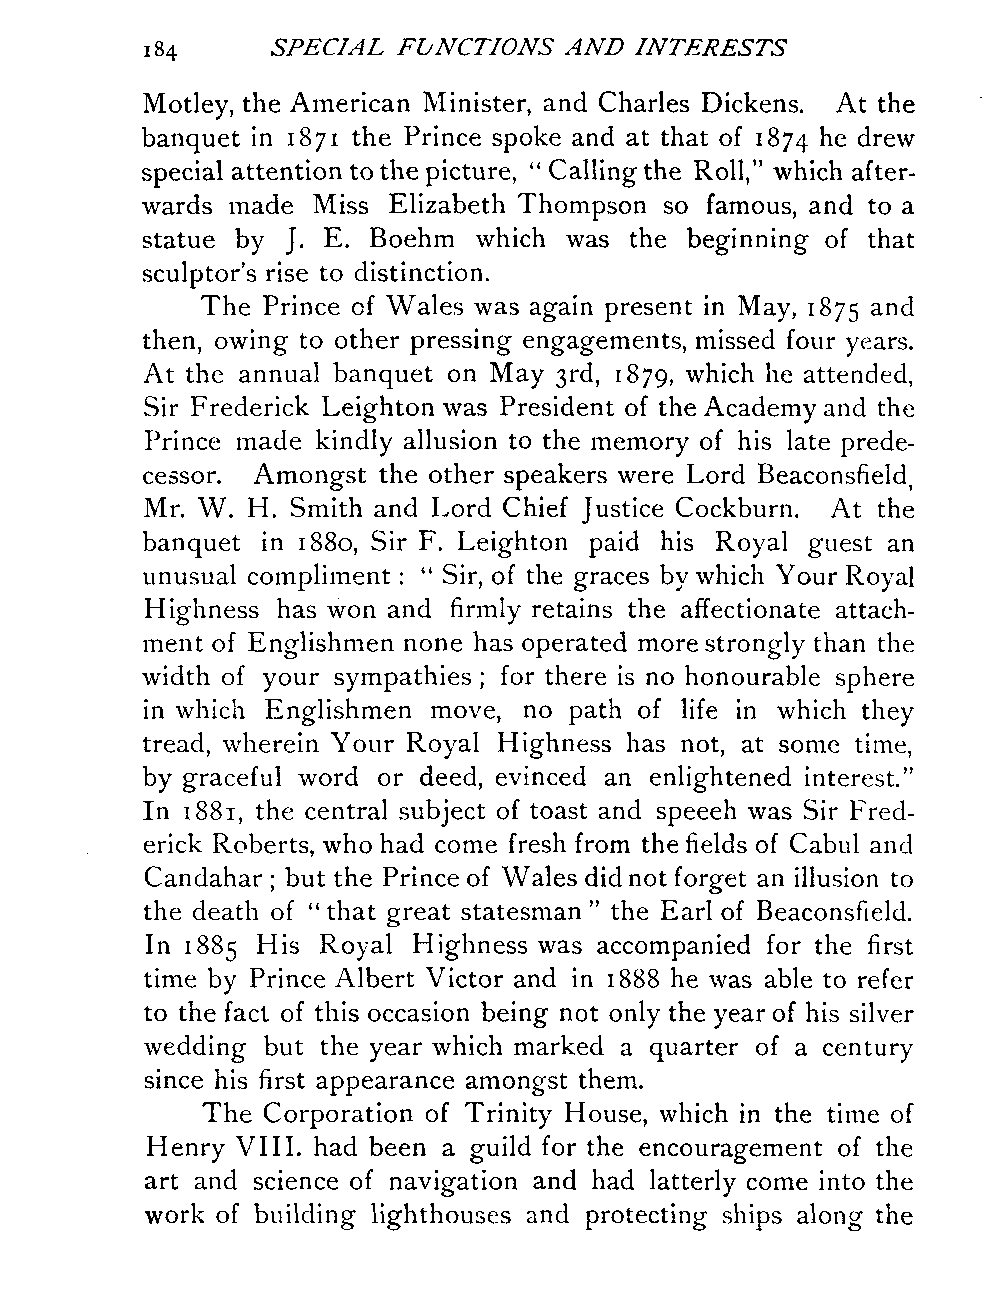 184 SPECIAL FUNCTIONS AND INTERESTS
Motley, the American Minister, and Charles Dickens. At the
banquet in 1871 the Prince spoke and at that of 1874 he drew
special attention to the picture, “ Calling the Roll,” which after-
wards made Miss Elizabeth Thompson so famous, and to a
statue by J. E. Boehm which was the beginning of that
sculptor’s rise to distinction.
The Prince of Wales was again present in May, 1875 and
then, owing to other pressing engagements, missed four years.
At the annual banquet on May 3rd, 1879, which he attended,
Sir Frederick Leighton was President of the Academy and the
Prince made kindly allusion to the memory of his late prede-
cessor. Amongst the other speakers were Lord Beaconsfield,
Mr. W. H. Smith and Lord Chief Justice Cockburn. At the
banquet in 1880, Sir F. Leighton paid his Royal guest an
unusual compliment : “ Sir, of the graces by which Your Royal
Highness has won and firmly retains the affectionate attach-
ment of Englishmen none has operated more strongly than the
width of your sympathies ; for there is no honourable sphere
in which Englishmen move, no path of life in which they
tread, wherein Your Royal Highness has not, at some time,
by graceful word or deed, evinced an enlightened interest.”
In 1881, the central subject of toast and speeeh was Sir Fred-
erick Roberts, who had come fresh from the fields of Cabul and
Candahar ; but the Prince of Wales did not forget an illusion to
the death of “ that great statesman ” the Earl of Beaconsfield.
In 1885 His Royal Highness was accompanied for the first
time by Prince Albert Victor and in 1888 he was able to refer
to the fact of this occasion being not only the year of his silver
wedding but the year which marked a quarter of a century
since his first appearance amongst them.
The Corporation of Trinity House, which in the time of
Henry VIII. had been a guild for the encouragement of the
art and science of navigation and had latterly come into the
work of building lighthouses and protecting ships along the